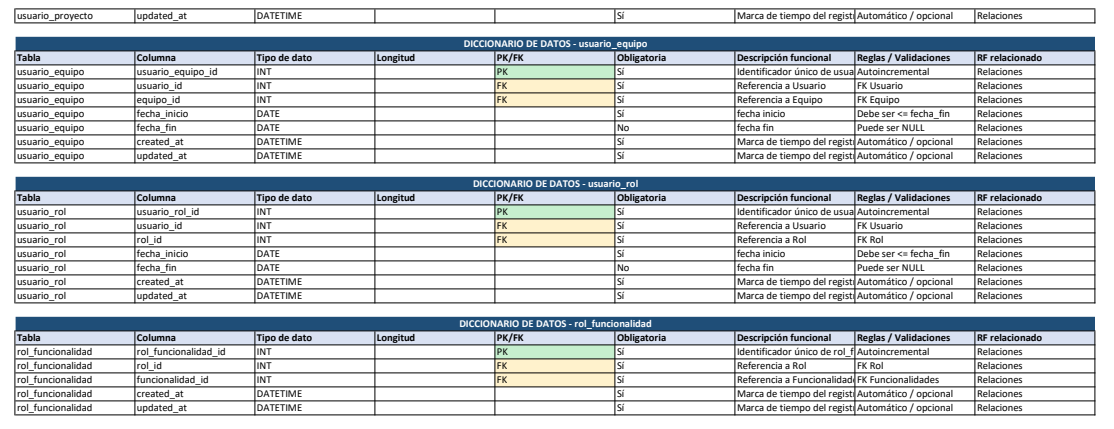 usuario_proyecto updated_at DATETIME Sí Marca de tiempo del registr Automático / opcional Relaciones
DICCIONARIO DE DATOS - usuario_equipo
Tabla Columna Tipo de dato Longitud PK/FK Obligatoria Descripción funcional Reglas / Validaciones RF relacionado
usuario_equipo usuario_equipo_id INT PK Sí Identificador único de usua Autoincremental Relaciones
usuario_equipo usuario_id INT FK Sí Referencia a Usuario FK Usuario Relaciones
usuario_equipo equipo_id INT FK Sí Referencia a Equipo FK Equipo Relaciones
usuario_equipo fecha_inicio DATE Sí fecha inicio Debe ser <= fecha_fin Relaciones
usuario_equipo fecha_fin DATE No fecha fin Puede ser NULL Relaciones
usuario_equipo created_at DATETIME Sí Marca de tiempo del registr Automático / opcional Relaciones
usuario_equipo updated_at DATETIME Sí Marca de tiempo del registr Automático / opcional Relaciones
DICCIONARIO DE DATOS - usuario_rol
Tabla Columna Tipo de dato Longitud PK/FK Obligatoria Descripción funcional Reglas / Validaciones RF relacionado
usuario_rol usuario_rol_id INT PK Sí Identificador único de usua Autoincremental Relaciones
usuario_rol usuario_id INT FK Sí Referencia a Usuario FK Usuario Relaciones
usuario_rol rol_id INT FK Sí Referencia a Rol FK Rol Relaciones
usuario_rol fecha_inicio DATE Sí fecha inicio Debe ser <= fecha_fin Relaciones
usuario_rol fecha_fin DATE No fecha fin Puede ser NULL Relaciones
usuario_rol created_at DATETIME Sí Marca de tiempo del registr Automático / opcional Relaciones
usuario_rol updated_at DATETIME Sí Marca de tiempo del registr Automático / opcional Relaciones
DICCIONARIO DE DATOS - rol_funcionalidad
Tabla Columna Tipo de dato Longitud PK/FK Obligatoria Descripción funcional Reglas / Validaciones RF relacionado
rol_funcionalidad rol_funcionalidad_id INT PK Sí Identificador único de rol_f Autoincremental Relaciones
rol_funcionalidad rol_id INT FK Sí Referencia a Rol FK Rol Relaciones
rol_funcionalidad funcionalidad_id INT FK Sí Referencia a Funcionalidad FK Funcionalidades Relaciones
rol_funcionalidad created_at DATETIME Sí Marca de tiempo del registr Automático / opcional Relaciones
rol_funcionalidad updated_at DATETIME Sí Marca de tiempo del registr Automático / opcional Relaciones